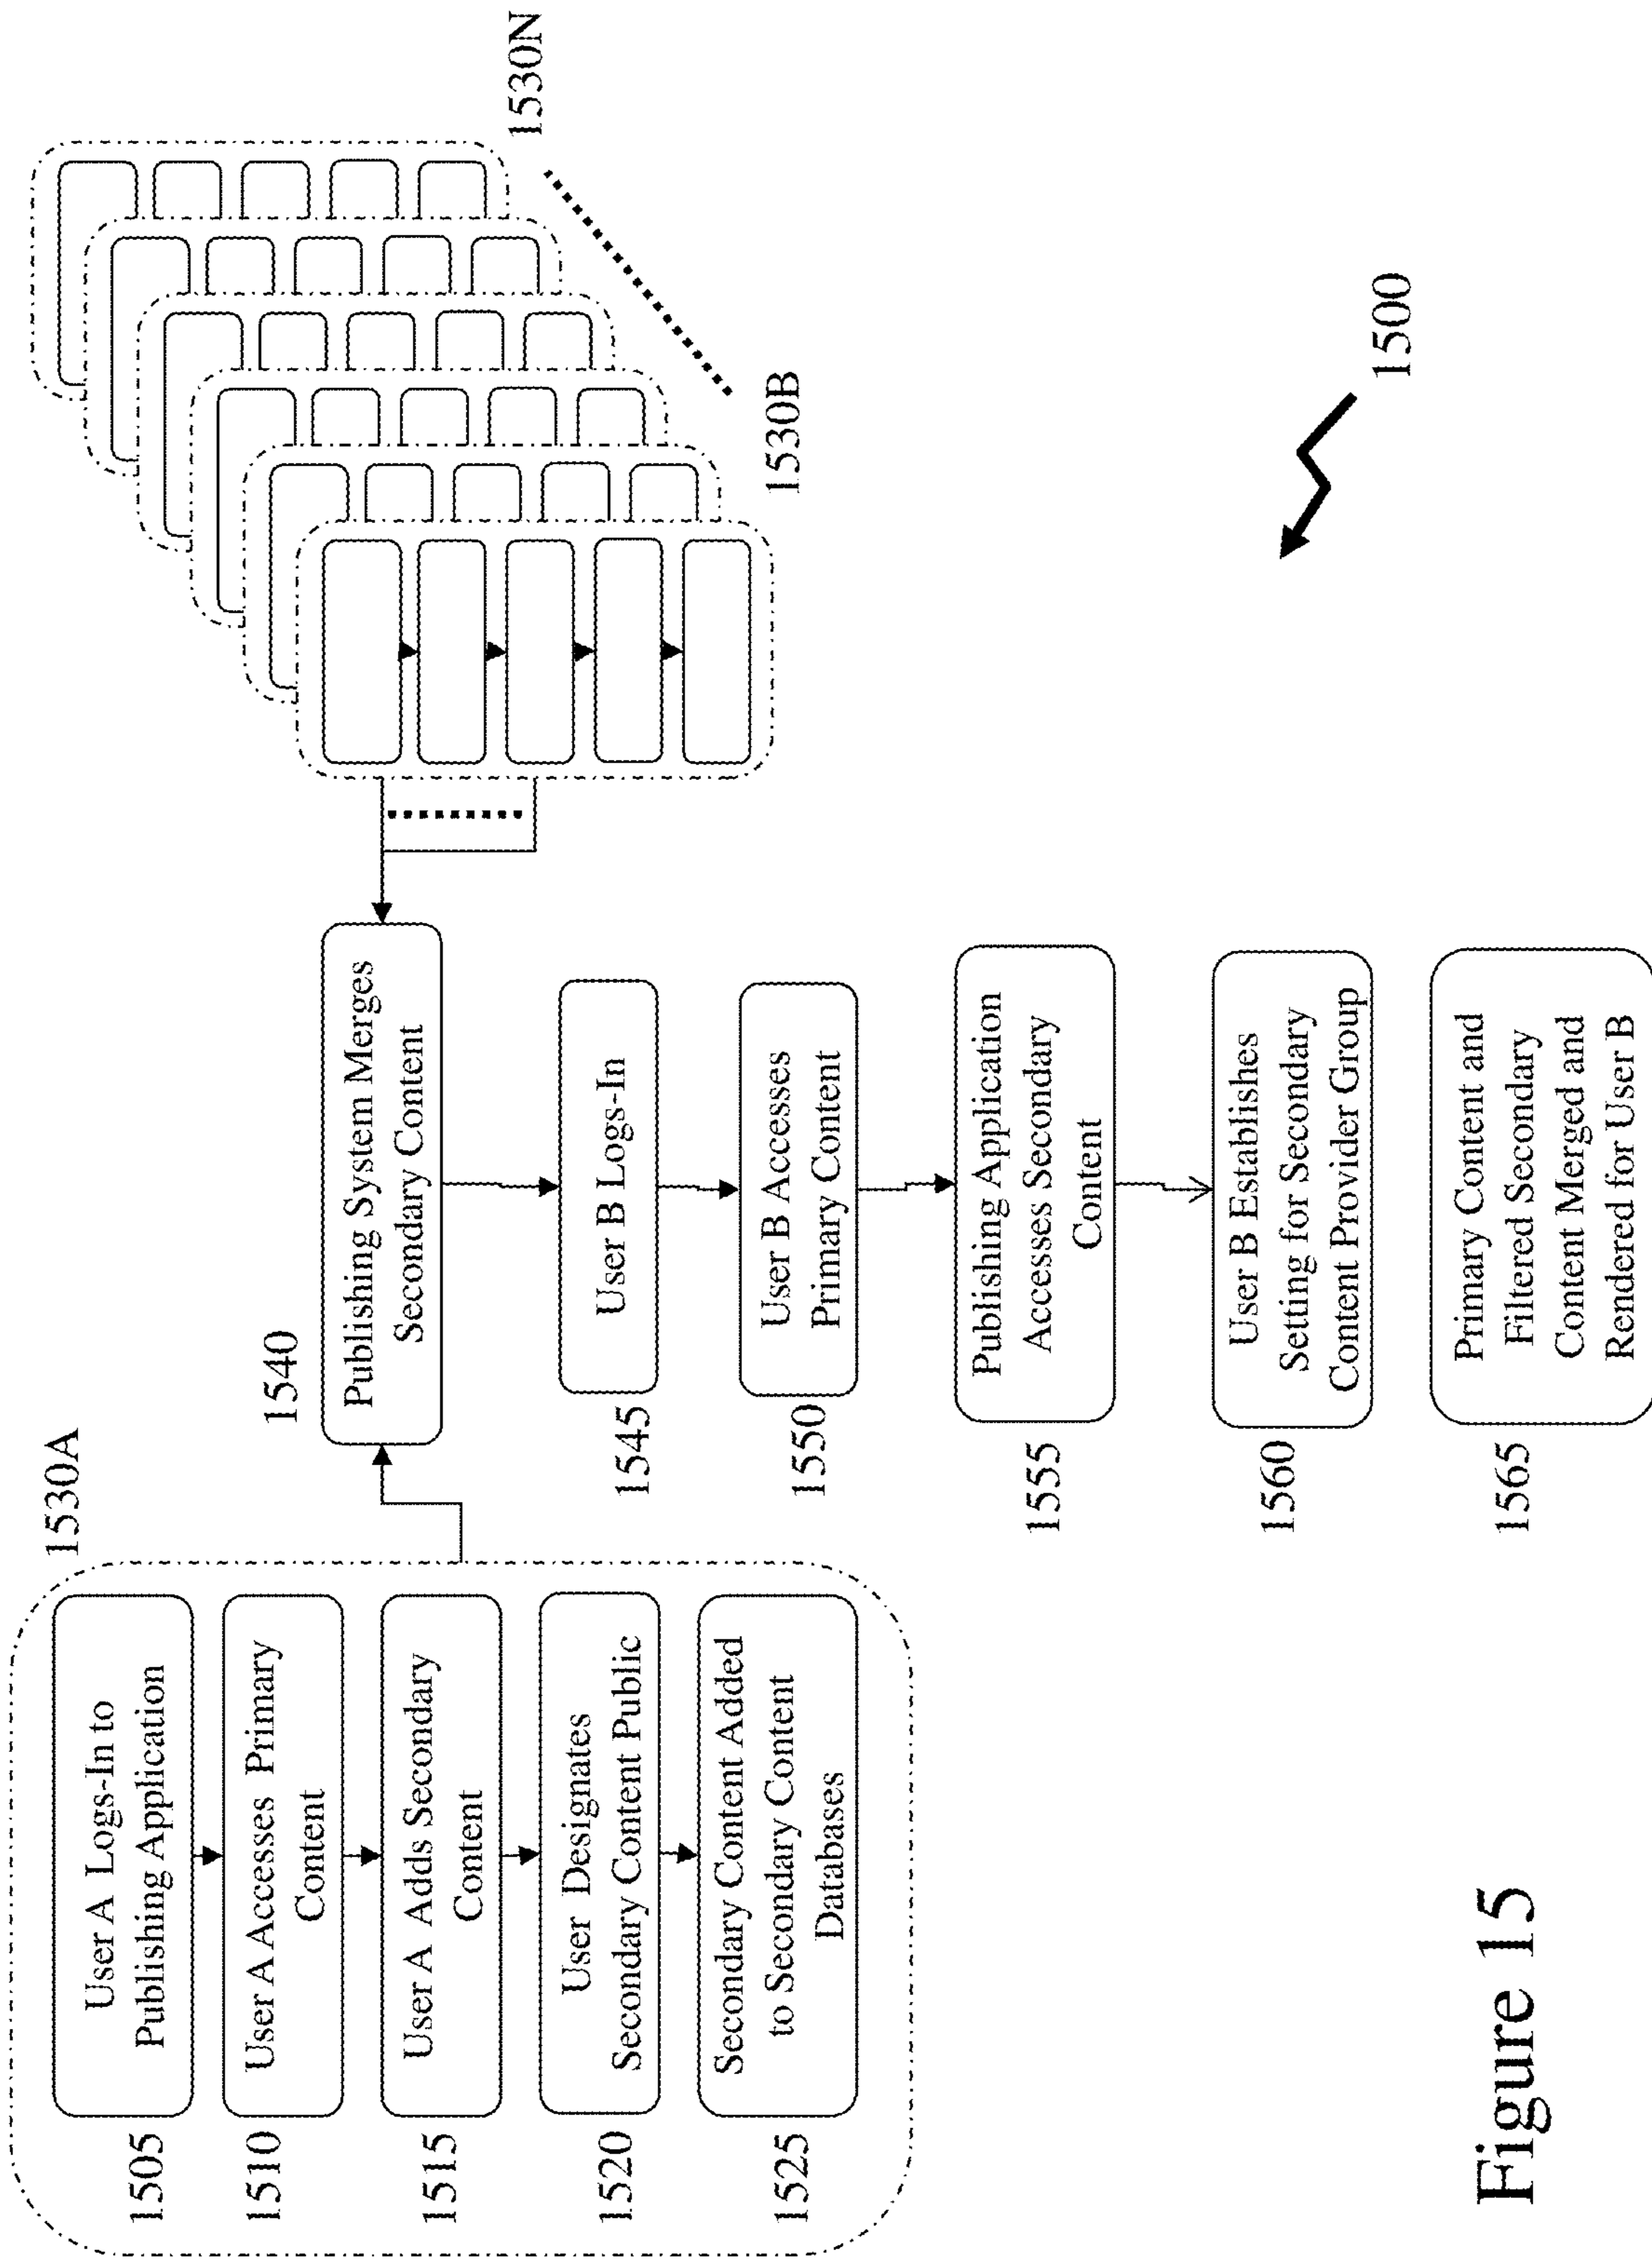 1530A
1505
User A Logs-In to
Publishing Application
1510
User A Accesses Primary
Content
1515
User A Adds Secondary
Content
1520
User Designates
Secondary Content Public
1525
Secondary Content Added
to Secondary Content
Databases
1540
Publishing System Merges
Secondary Content
1545
User B Logs-In
1550
User B Accesses
Primary Content
1555
Publishing Application
Accesses Secondary
Content
1560
User B Establishes
Setting for Secondary
Content Provider Group
1565
Primary Content and
Filtered Secondary
Content Merged and
Rendered for User B
1530N
1530B
1500
Figure 15